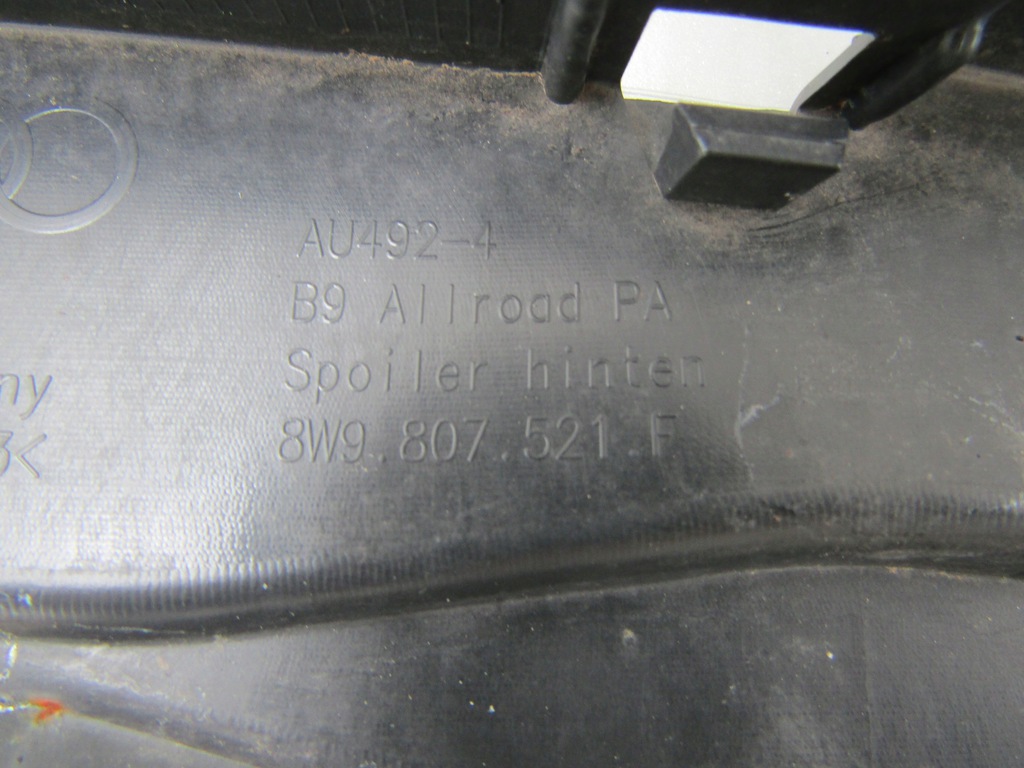 AU492-4
B9 Allroad PA
Spoiler hinten
8W9.807.521.F